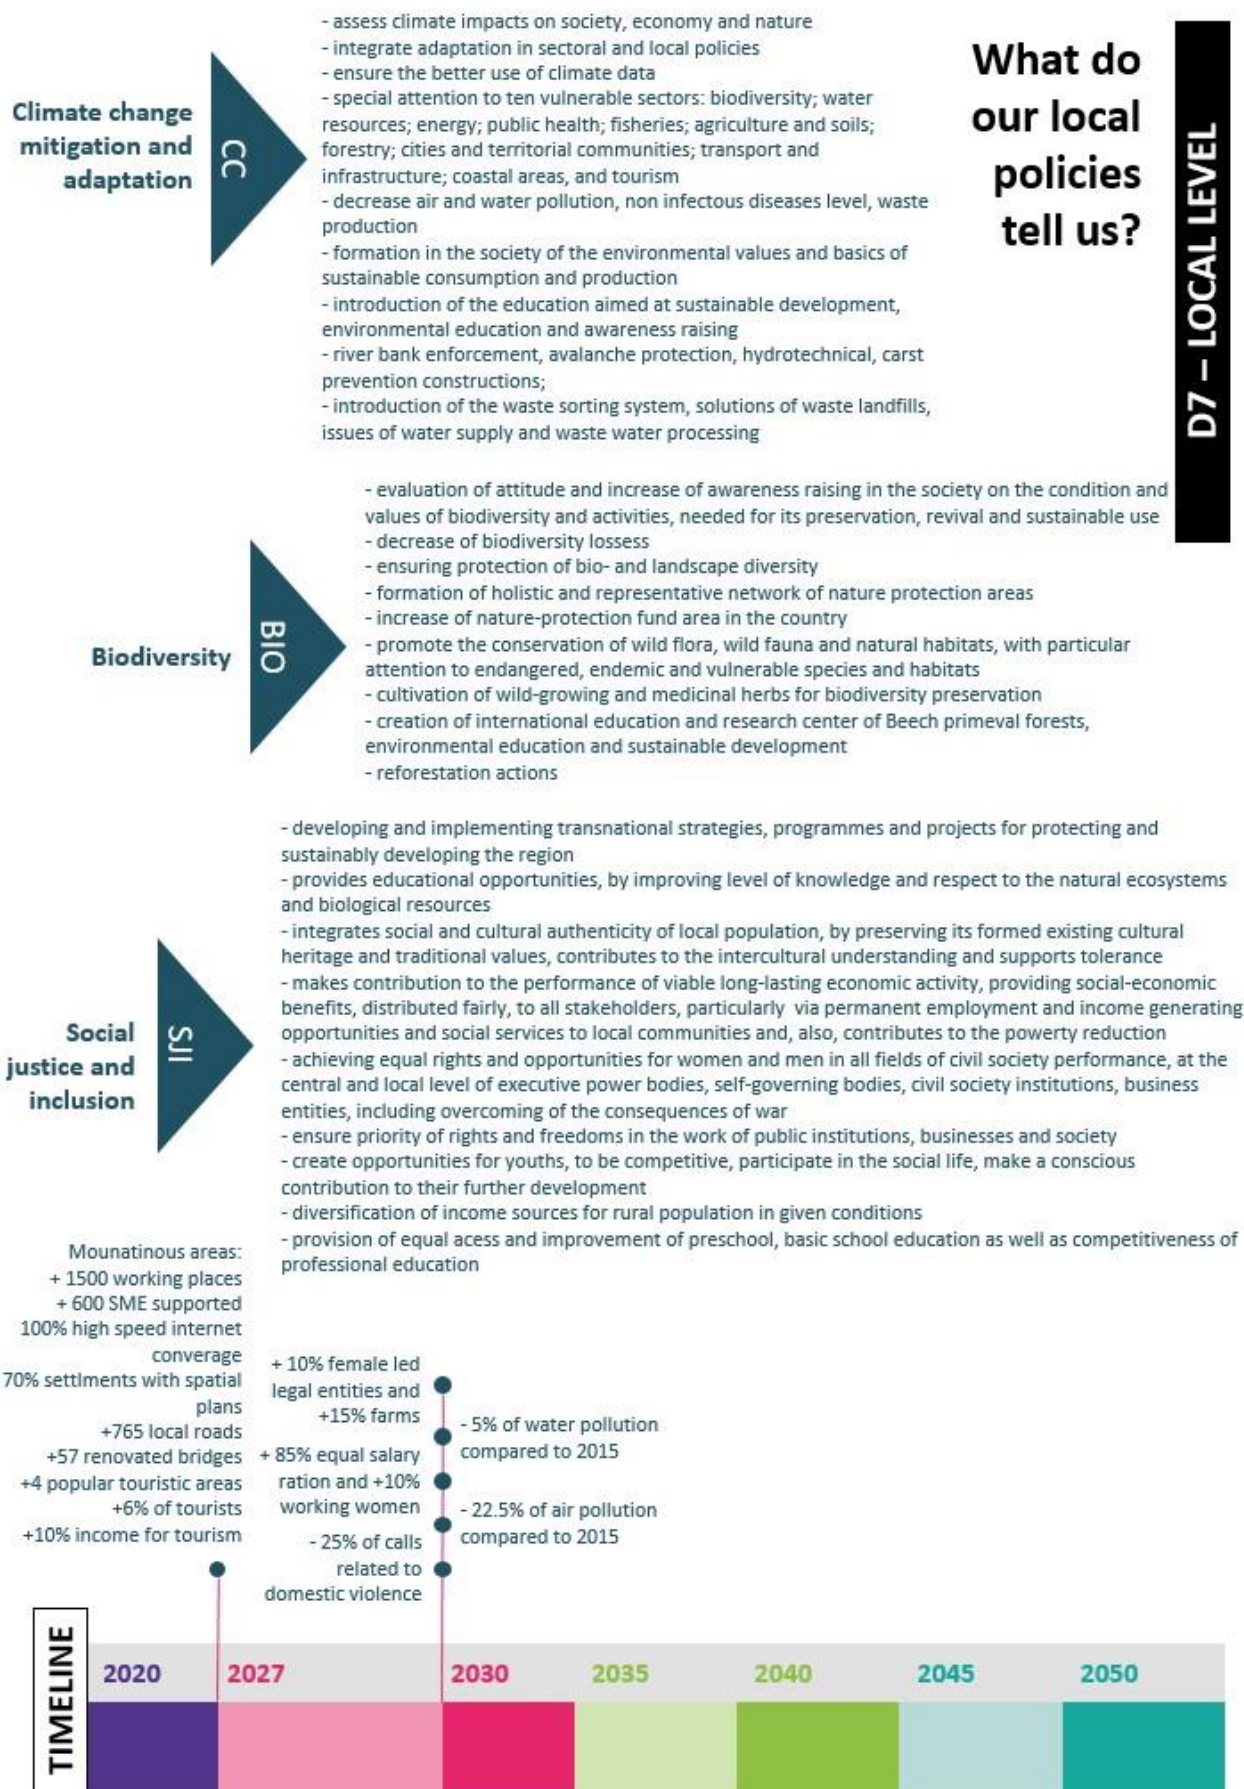 What do
our local
policies
tell us?
D7 – LOCAL LEVEL
Climate change
mitigation and
adaptation
CC
- assess climate impacts on society, economy and nature
- integrate adaptation in sectoral and local policies
- ensure the better use of climate data
- special attention to ten vulnerable sectors: biodiversity; water
resources; energy; public health; fisheries; agriculture and soils;
forestry; cities and territorial communities; transport and
infrastructure; coastal areas, and tourism
- decrease air and water pollution, non infectous diseases level, waste
production
- formation in the society of the environmental values and basics of
sustainable consumption and production
- introduction of the education aimed at sustainable development,
environmental education and awareness raising
- river bank enforcement, avalanche protection, hydrotechnical, carst
prevention constructions;
- introduction of the waste sorting system, solutions of waste landfills,
issues of water supply and waste water processing
Biodiversity
BIO
- evaluation of attitude and increase of awareness raising in the society on the condition and
values of biodiversity and activities, needed for its preservation, revival and sustainable use
- decrease of biodiversity lossess
- ensuring protection of bio- and landscape diversity
- formation of holistic and representative network of nature protection areas
- increase of nature-protection fund area in the country
- promote the conservation of wild flora, wild fauna and natural habitats, with particular
attention to endangered, endemic and vulnerable species and habitats
- cultivation of wild-growing and medicinal herbs for biodiversity preservation
- creation of international education and research center of Beech primeval forests,
environmental education and sustainable development
- reforestation actions
Social
justice and
inclusion
SJI
- developing and implementing transnational strategies, programmes and projects for protecting and
sustainably developing the region
- provides educational opportunities, by improving level of knowledge and respect to the natural ecosystems
and biological resources
- integrates social and cultural authenticity of local population, by preserving its formed existing cultural
heritage and traditional values, contributes to the intercultural understanding and supports tolerance
- makes contribution to the performance of viable long-lasting economic activity, providing social-economic
benefits, distributed fairly, to all stakeholders, particularly via permanent employment and income generating
opportunities and social services to local communities and, also, contributes to the powerty reduction
- achieving equal rights and opportunities for women and men in all fields of civil society performance, at the
central and local level of executive power bodies, self-governing bodies, civil society institutions, business
entities, including overcoming of the consequences of war
- ensure priority of rights and freedoms in the work of public institutions, businesses and society
- create opportunities for youths, to be competitive, participate in the social life, make a conscious
contribution to their further development
- diversification of income sources for rural population in given conditions
- provision of equal acess and improvement of preschool, basic school education as well as competitiveness of
professional education
Mounatinous areas:
+ 1500 working places
+ 600 SME supported
100% high speed internet
converage
70% settlments with spatial
plans
+765 local roads
+57 renovated bridges
+4 popular touristic areas
+6% of tourists
+10% income for tourism
+ 10% female led
legal entities and
+15% farms
+ 85% equal salary
ration and +10%
working women
- 25% of calls
related to
domestic violence
- 5% of water pollution
compared to 2015
- 22.5% of air pollution
compared to 2015
TIMELINE
2020
2027
2030
2035
2040
2045
2050